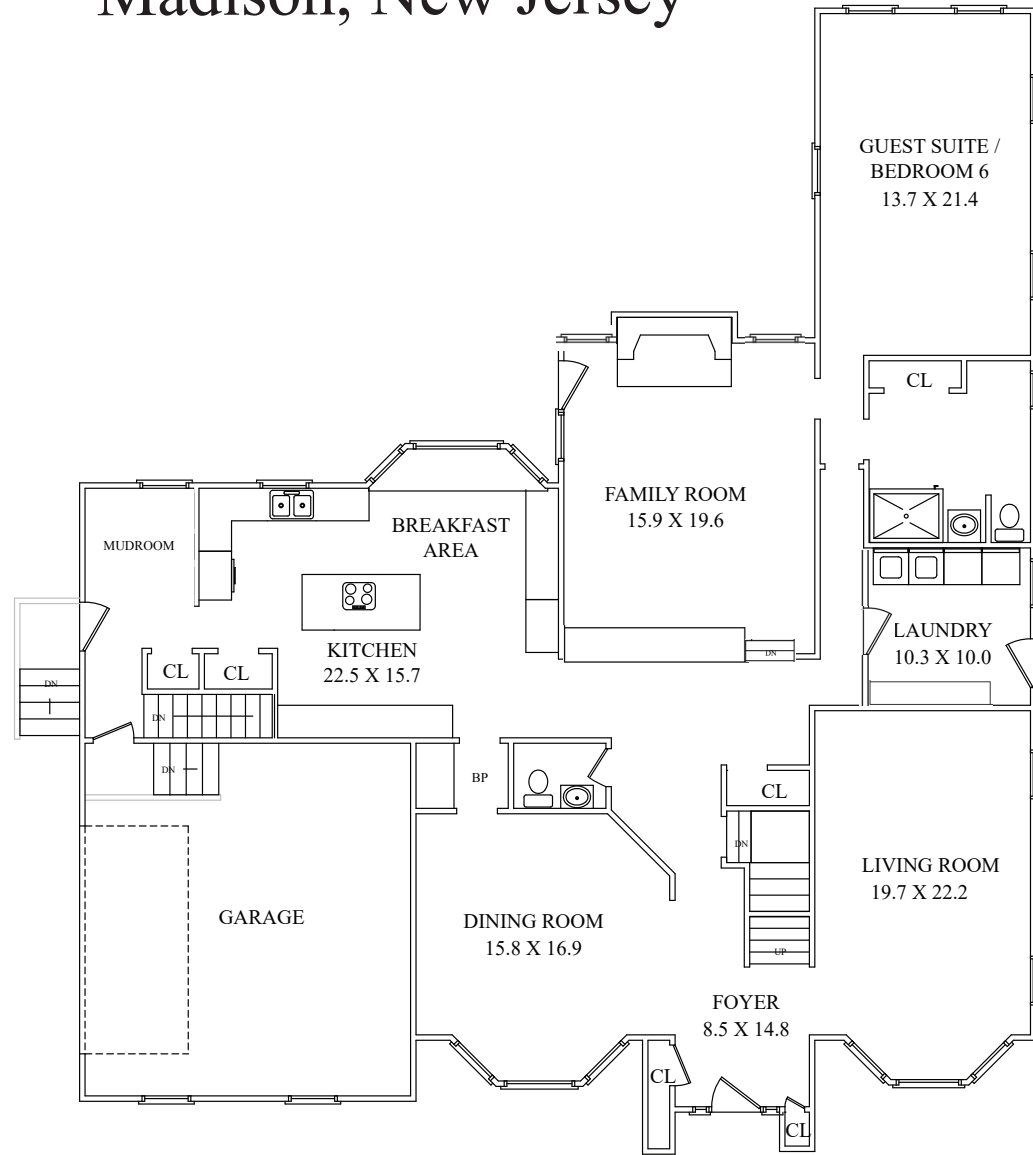 Madison, New Jersey
GUEST SUITE /
BEDROOM 6
13.7 X 21.4
CL
FAMILY ROOM
15.9 X 19.6
BREAKFAST
AREA
MUDROOM
KITCHEN
22.5 X 15.7
LAUNDRY
10.3 X 10.0
DN
CL
CL
DN
DN
DN
BP
CL
DN
LIVING ROOM
19.7 X 22.2
GARAGE
DINING ROOM
15.8 X 16.9
UP
FOYER
8.5 X 14.8
CL
CL